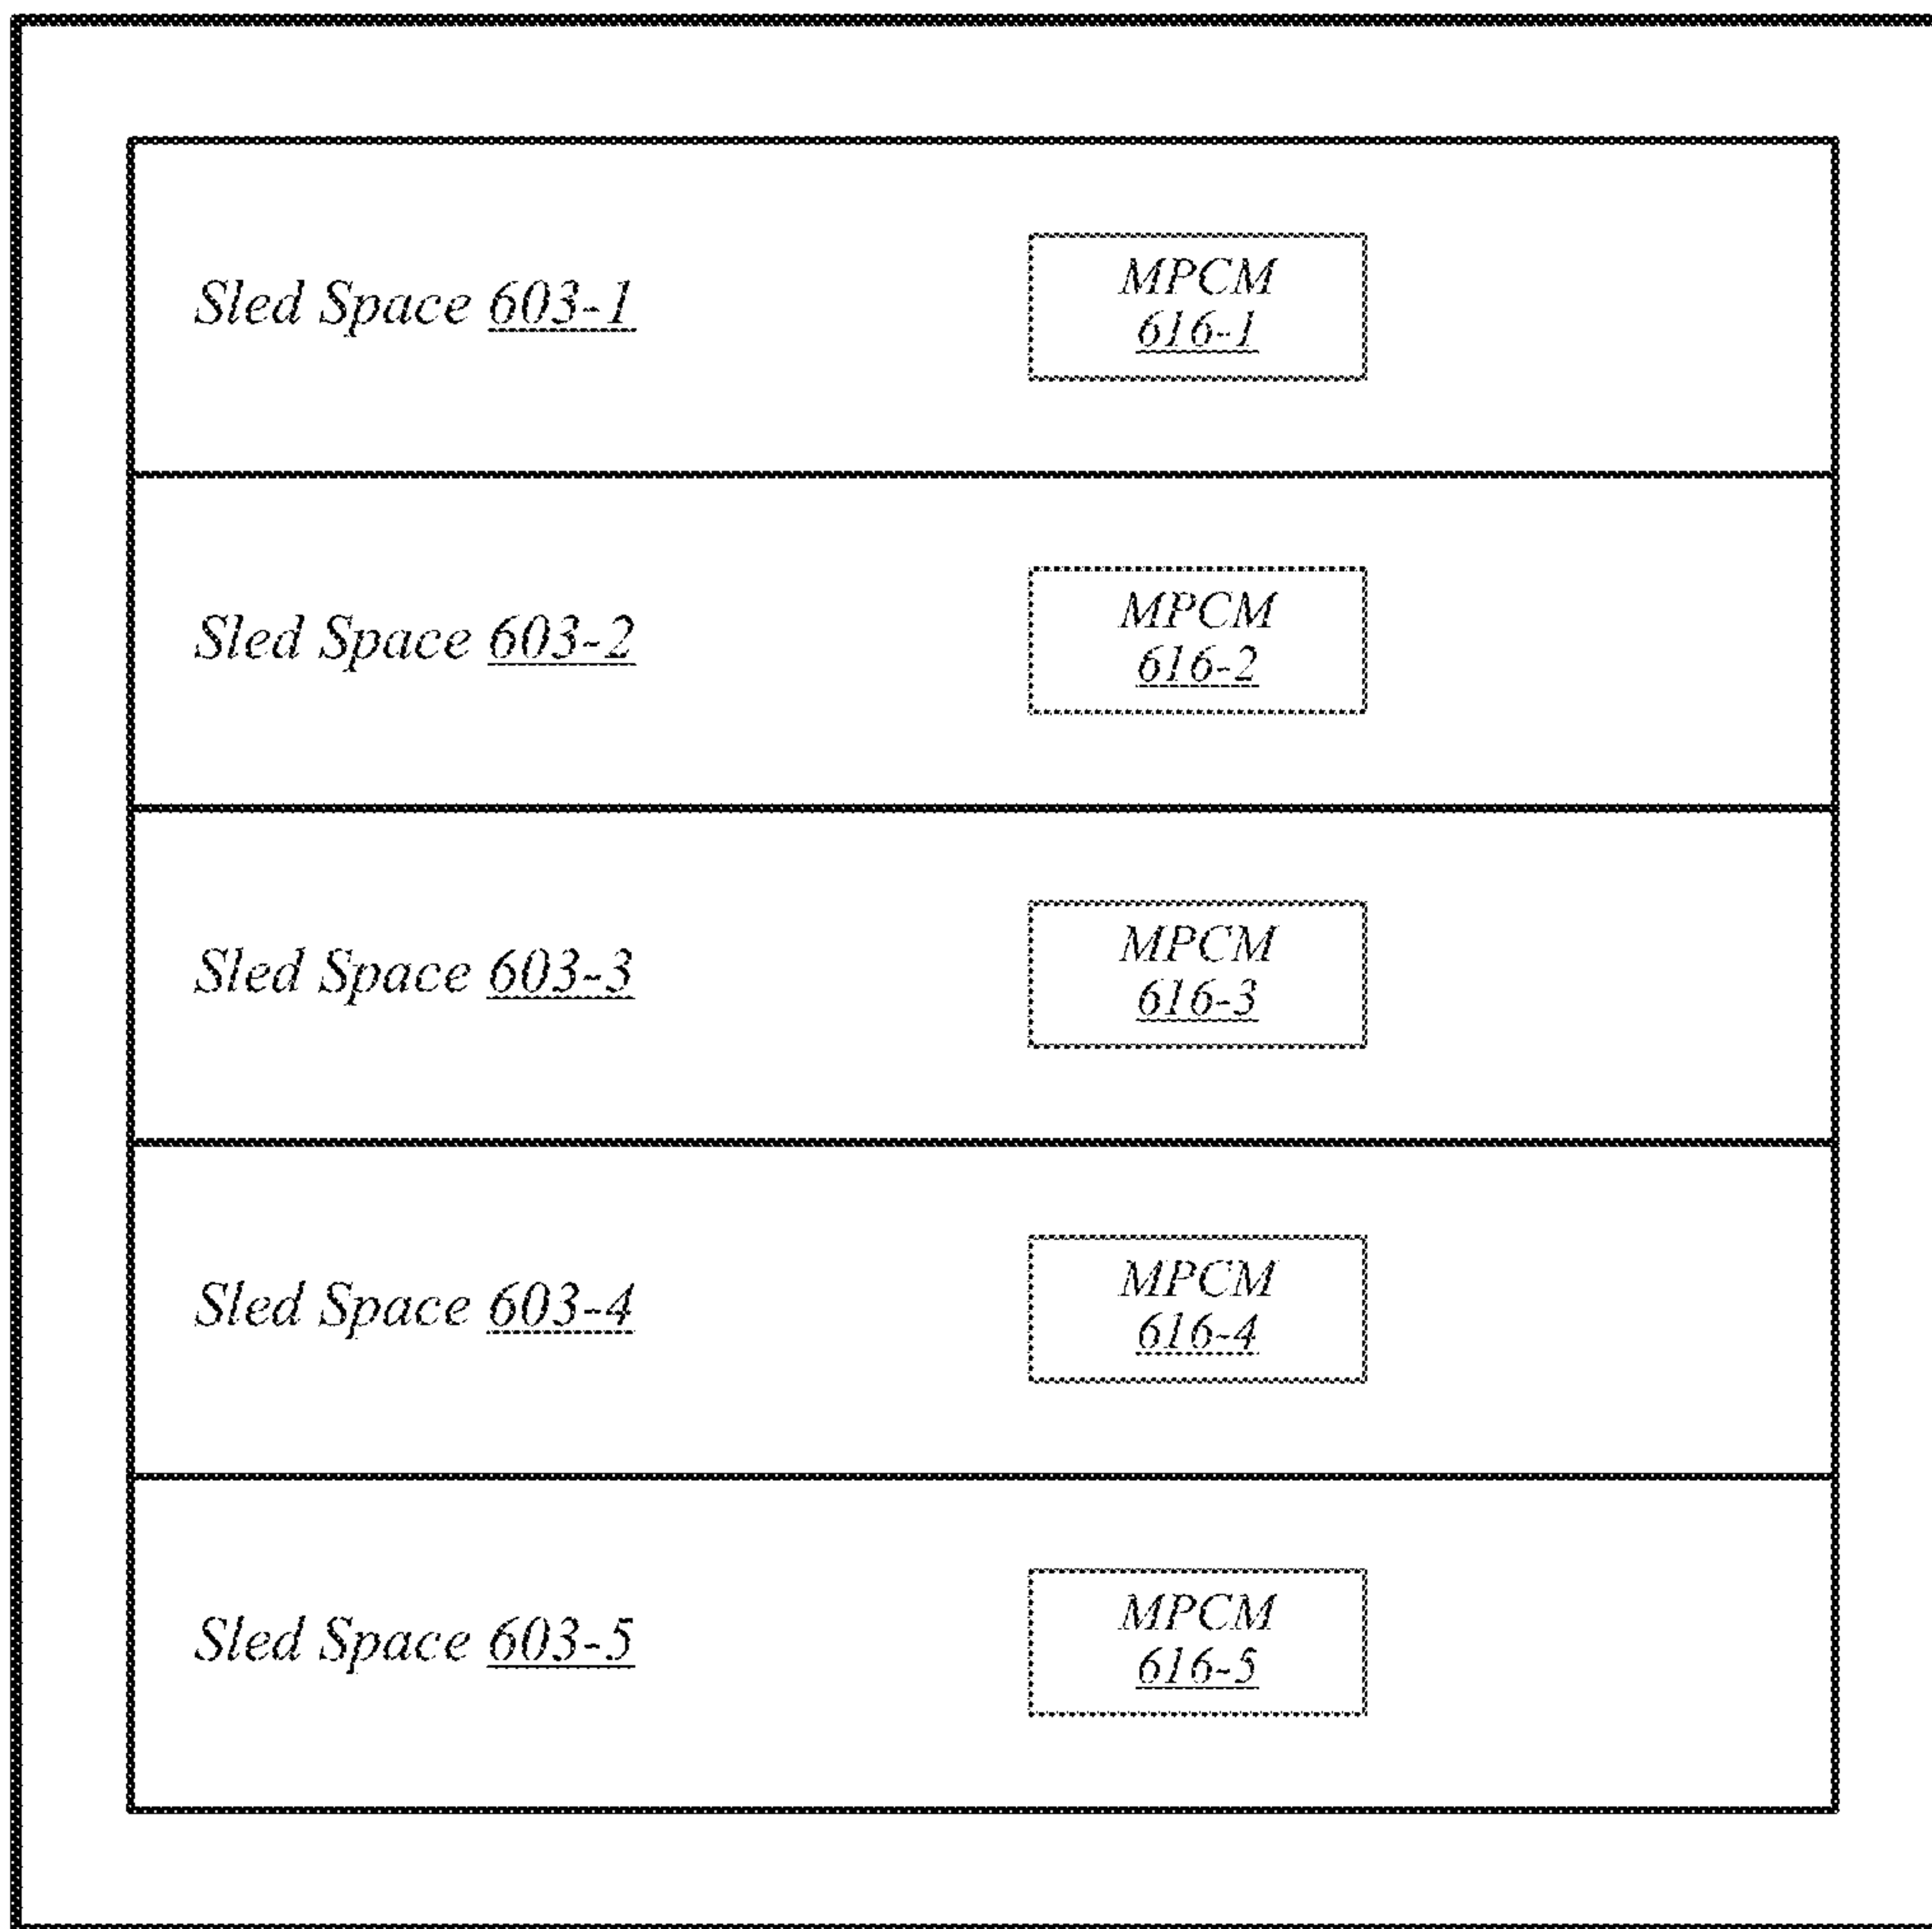 Sled Space 603-1
MPCM
616-1
Sled Space 603-2
MPCM
616-2
Sled Space 603-3
MPCM
616-3
Sled Space 603-4
MPCM
616-4
Sled Space 603-5
MPCM
616-5